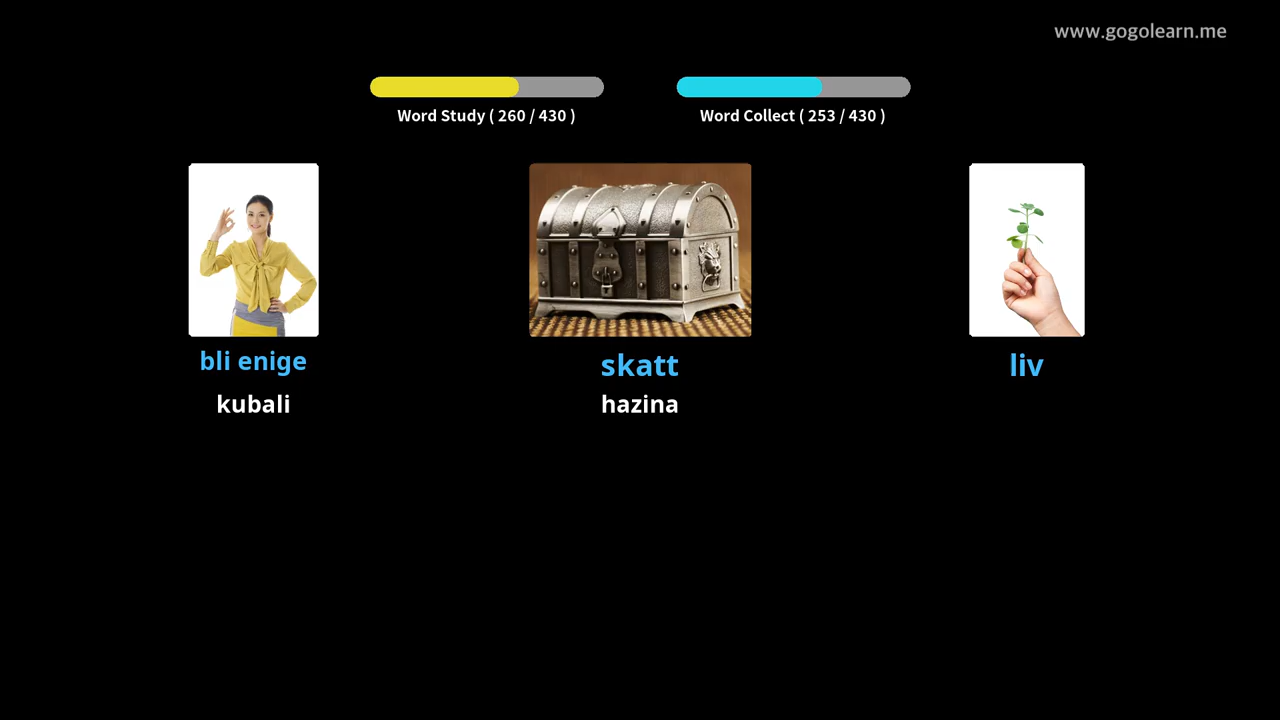 www.gogolearn.me
Word Study ( 260 / 430 )
Word Collect ( 253 / 430 )
bli enige
skatt
liv
kubali
hazina